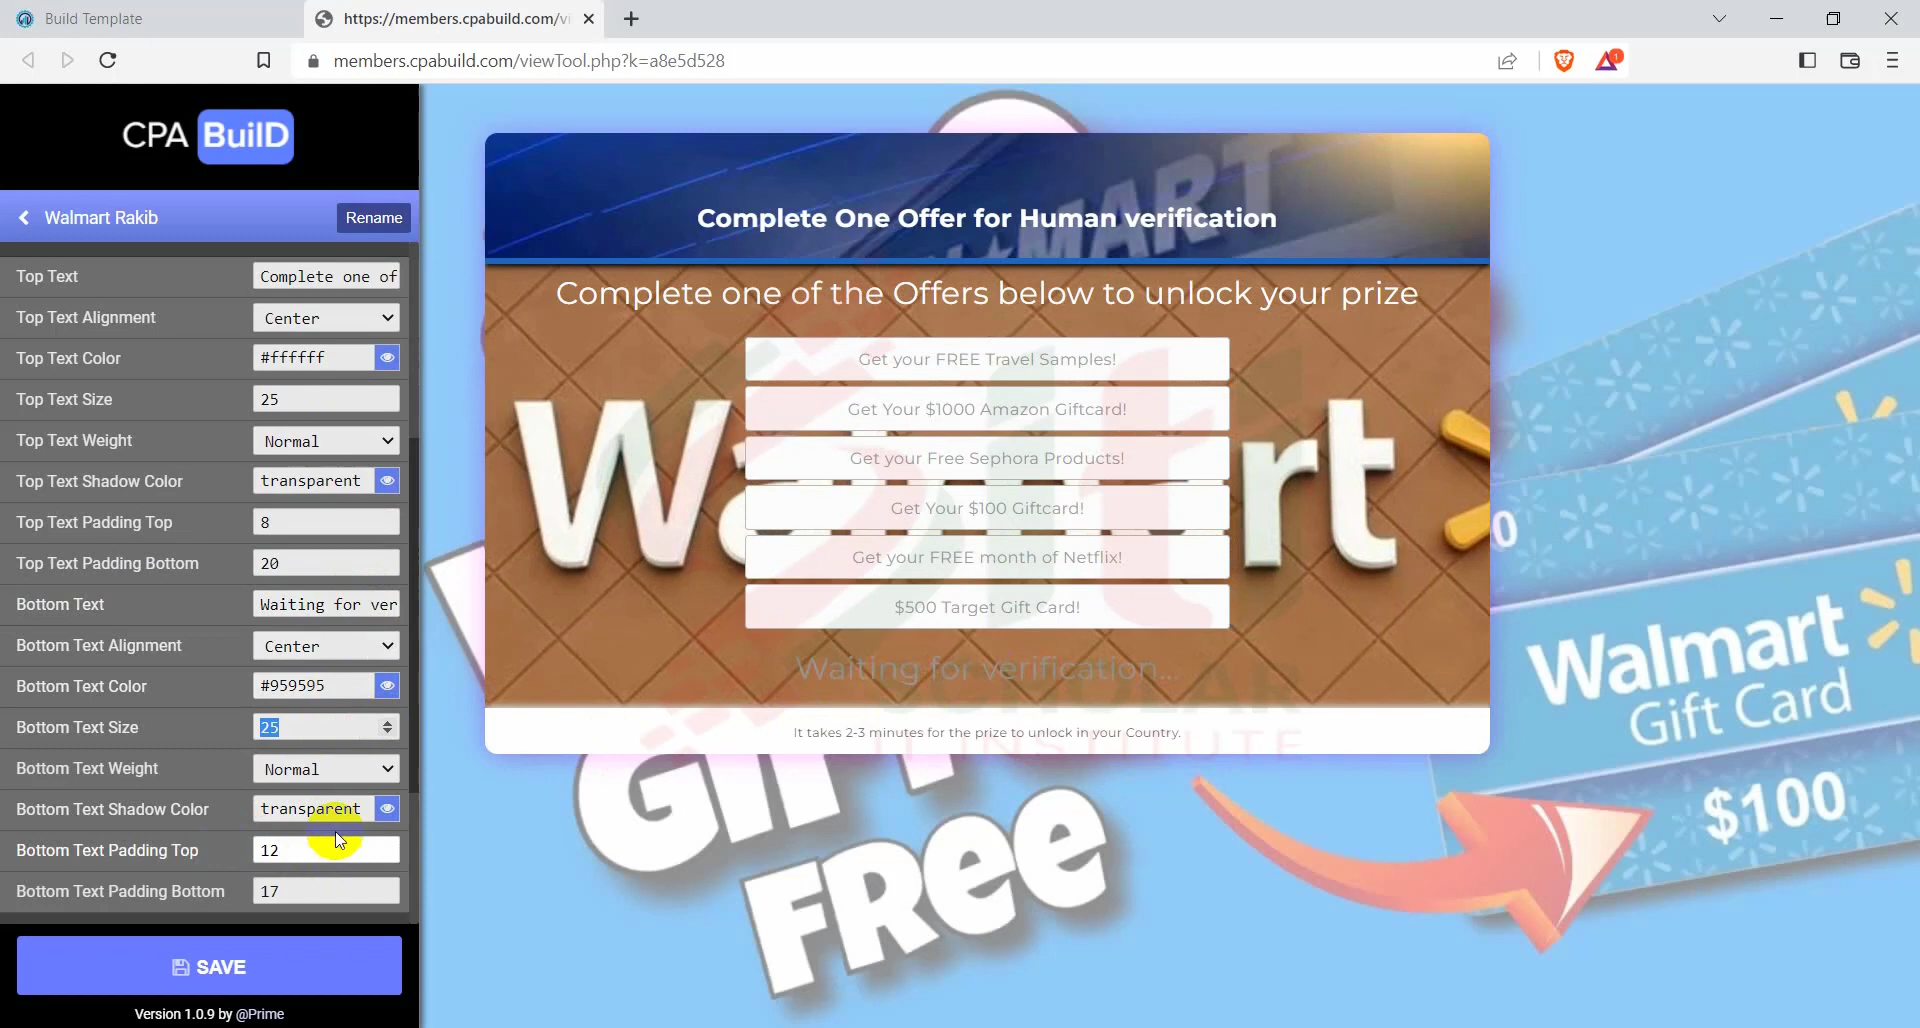 Build Template
https://members.cpabuild.com/vi
members.cpabuild.com/viewTool.php?k=a8e5d528
1
CPA BuilD
Walmart Rakib
Rename
Top Text
Complete one of
Top Text Alignment
Center
Top Text Color
#ffffff
Top Text Size
25
Top Text Weight
Normal
Top Text Shadow Color
transparent
Top Text Padding Top
8
Top Text Padding Bottom
20
Bottom Text
Waiting for ver
Bottom Text Alignment
Center
Bottom Text Color
#959595
Bottom Text Size
25
Bottom Text Weight
Normal
Bottom Text Shadow Color
transparent
Bottom Text Padding Top
12
Bottom Text Padding Bottom
17
SAVE
Version 1.0.9 by @Prime
MART
Complete One Offer for Human verification
Complete one of the Offers below to unlock your prize
Get your FREE Travel Samples!
Get Your $1000 Amazon Giftcard!
Get your Free Sephora Products!
Get Your $100 Giftcard!
Get your FREE month of Netflix!
$500 Target Gift Card!
Waiting for verification...
SCHOLAR
IT INSTITUTE
It takes 2-3 minutes for the prize to unlock in your Country.
FRee
Walmart
Gift Card
$100